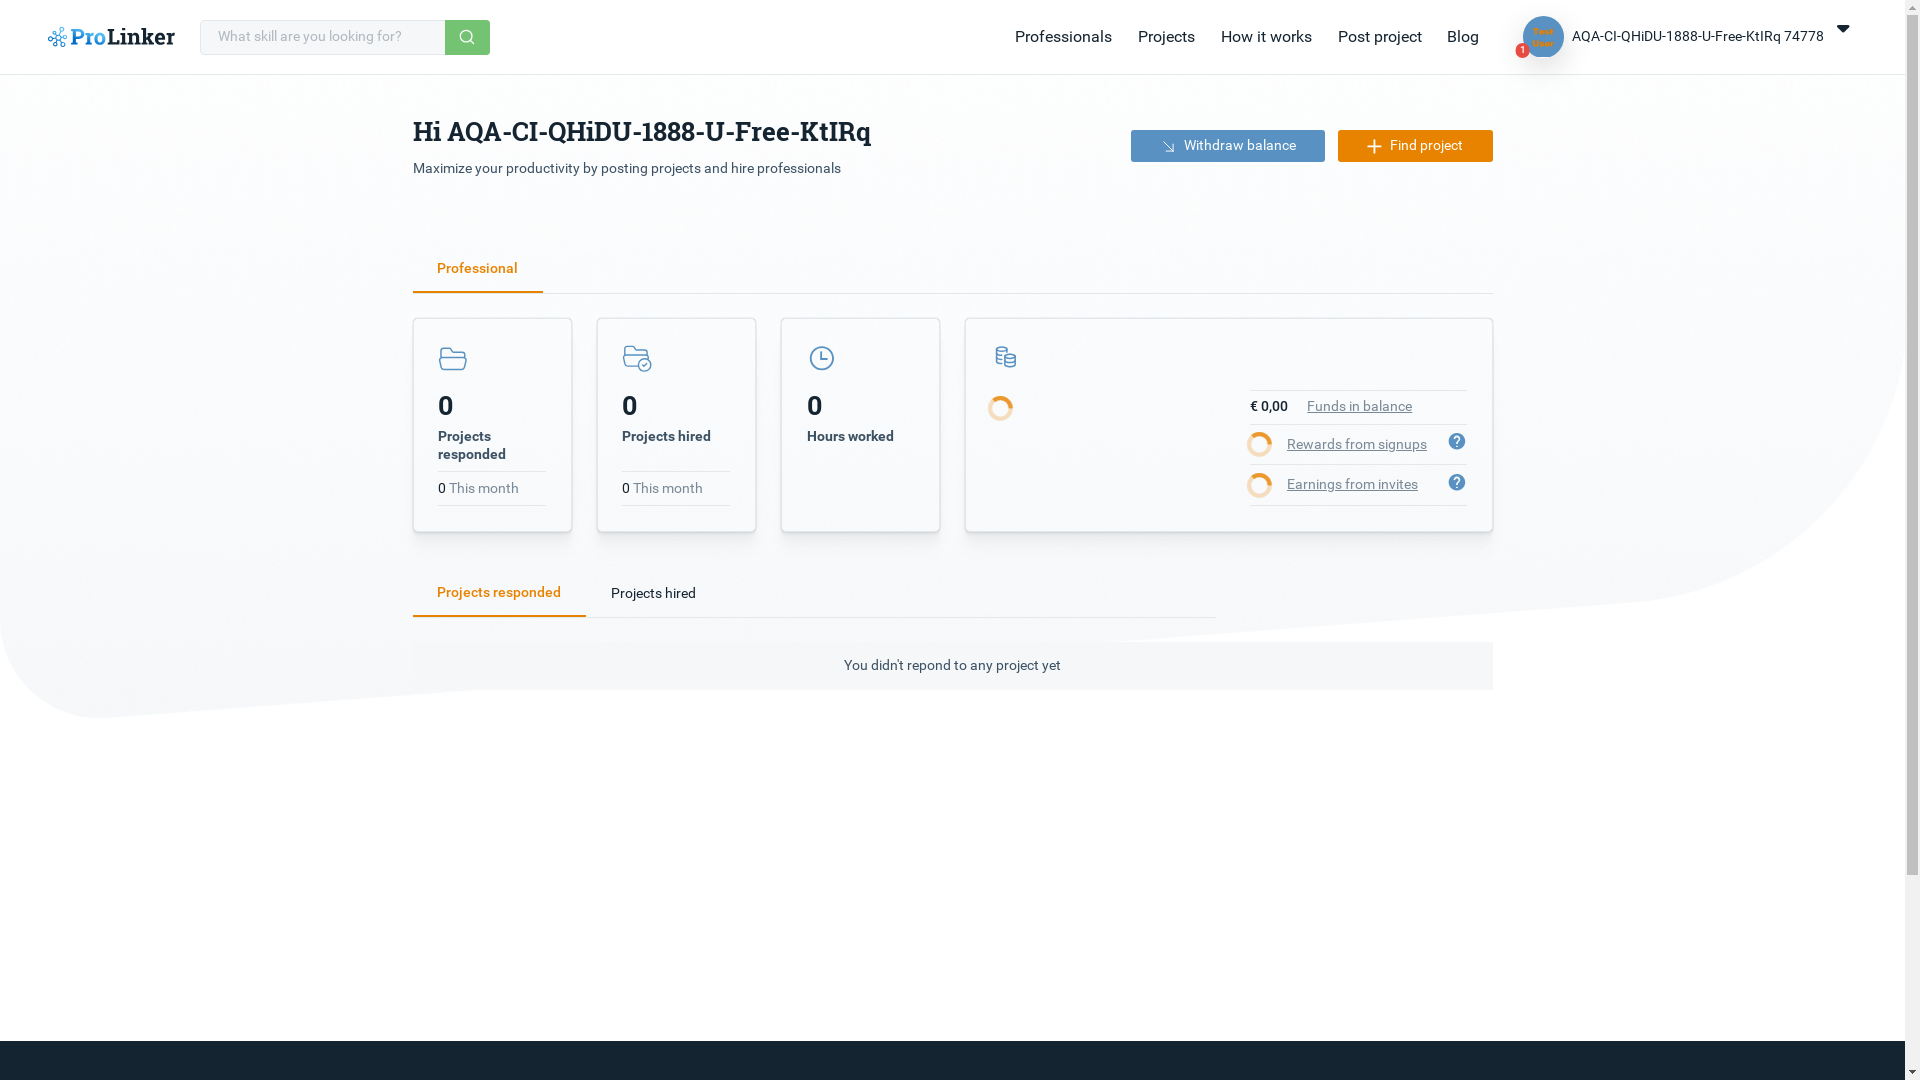 ProLinker
What skill are you looking for?
Professionals
Projects
How it works
Post project
Blog
Test
User
1
AQA-CI-QHiDU-1888-U-Free-KtIRq 74778
Hi AQA-CI-QHiDU-1888-U-Free-KtIRq
Maximize your productivity by posting projects and hire professionals
Withdraw balance
Find project
Professional
0
Projects
responded
0 This month
0
Projects hired
0 This month
0
Hours worked
€ 0,00 Funds in balance
Rewards from signups ?
Earnings from invites ?
Projects responded
Projects hired
You didn't repond to any project yet